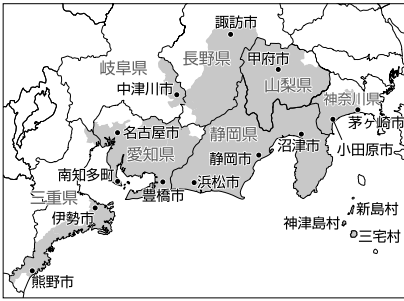 諏訪市
長野県
甲府市
岐阜県
山梨県
中津川市
神奈川県
茅ヶ崎市
名古屋市
静岡県
沼津市
小田原市
愛知県
静岡市
南知多町
浜松市
豊橋市
三重県
伊勢市
新島村
神津島村
三宅村
熊野市